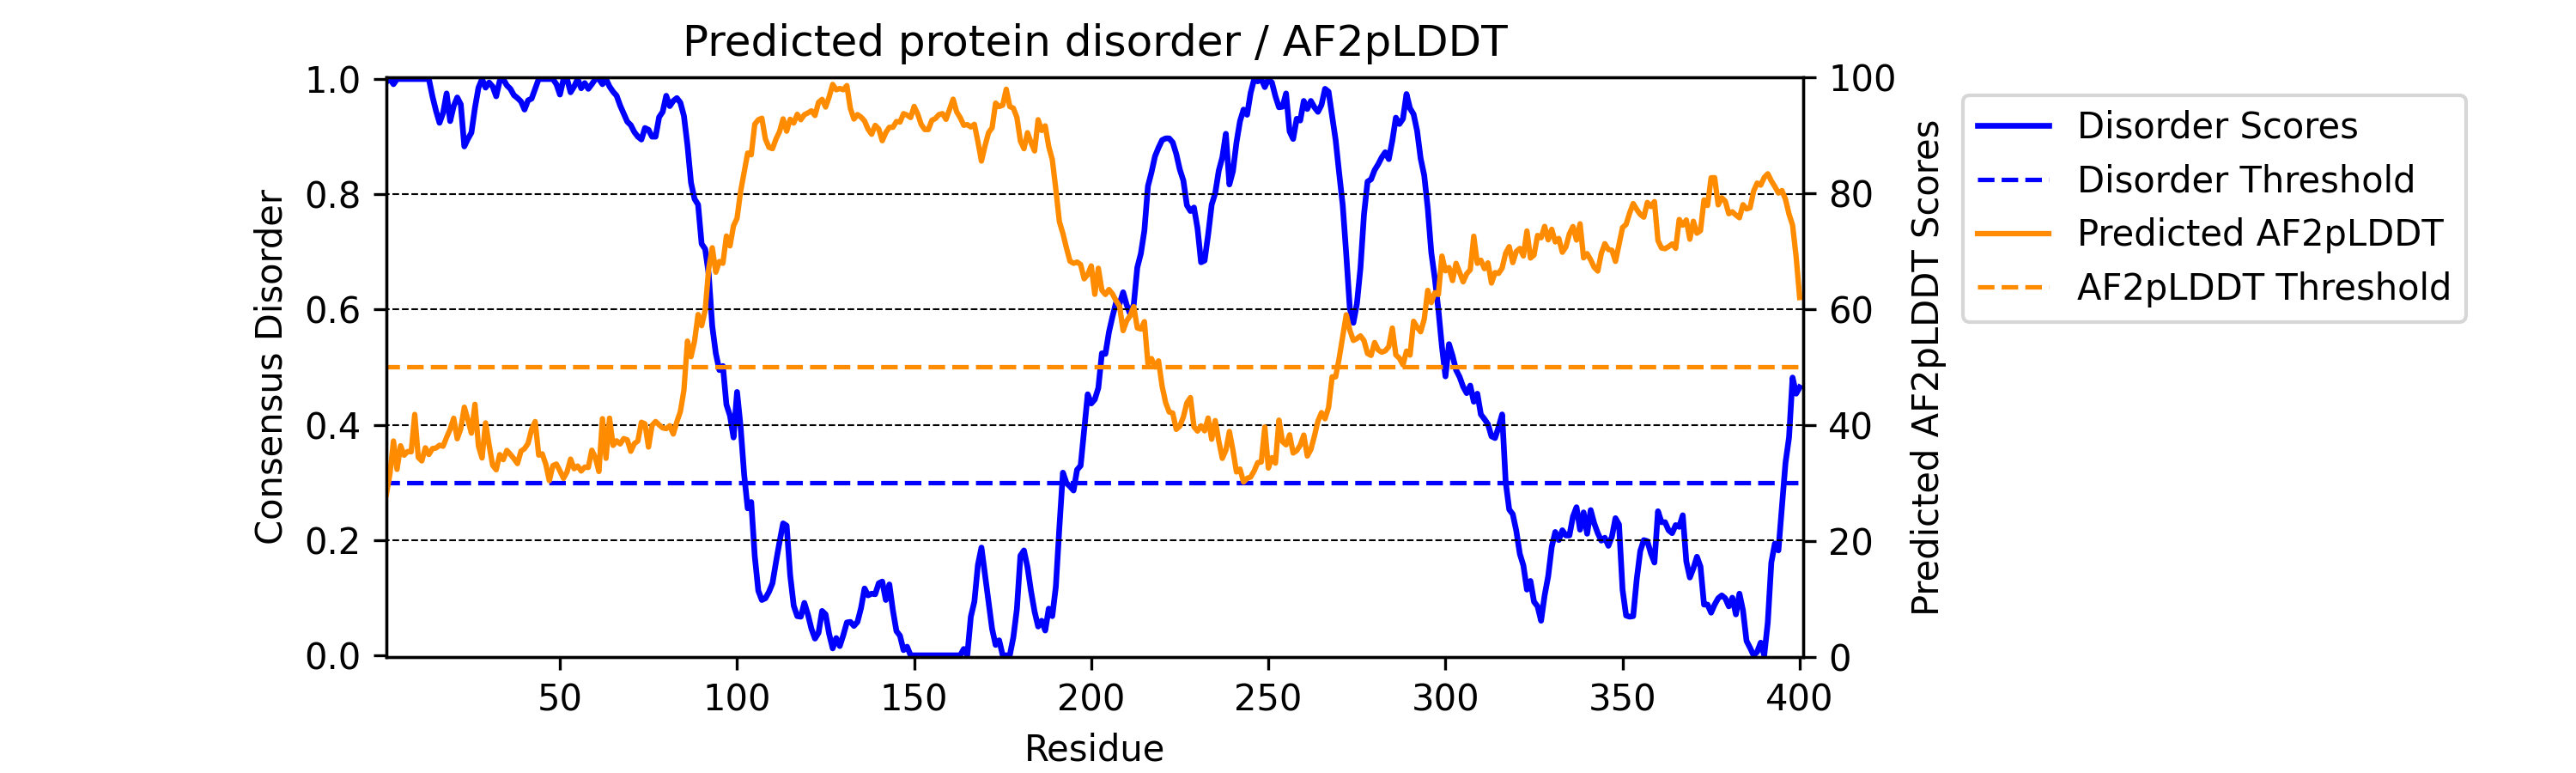 Predicted protein disorder / AF2pLDDT
1.0
0.8
0.6
0.4
0.2
0.0
Consensus Disorder
50
100
150
200
250
300
350
400
Residue
100
80
60
40
20
0
Predicted AF2pLDDT Scores
Disorder Scores
Disorder Threshold
Predicted AF2pLDDT
AF2pLDDT Threshold